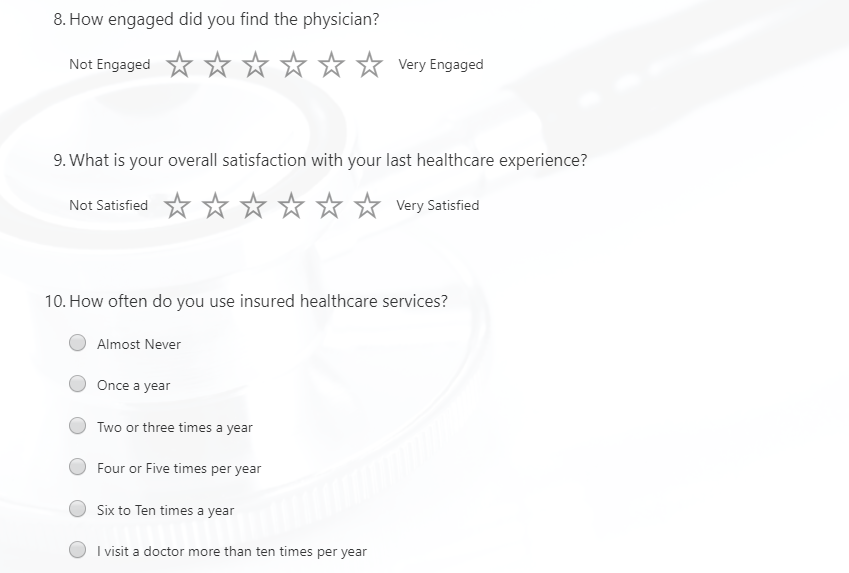 8. How engaged did you find the physician?
Not Engaged Very Engaged
9. What is your overall satisfaction with your last healthcare experience?
Not Satisfied Very Satisfied
10. How often do you use insured healthcare services?
Almost Never
Once a year
Two or three times a year
Four or Five times per year
Six to Ten times a year
I visit a doctor more than ten times per year